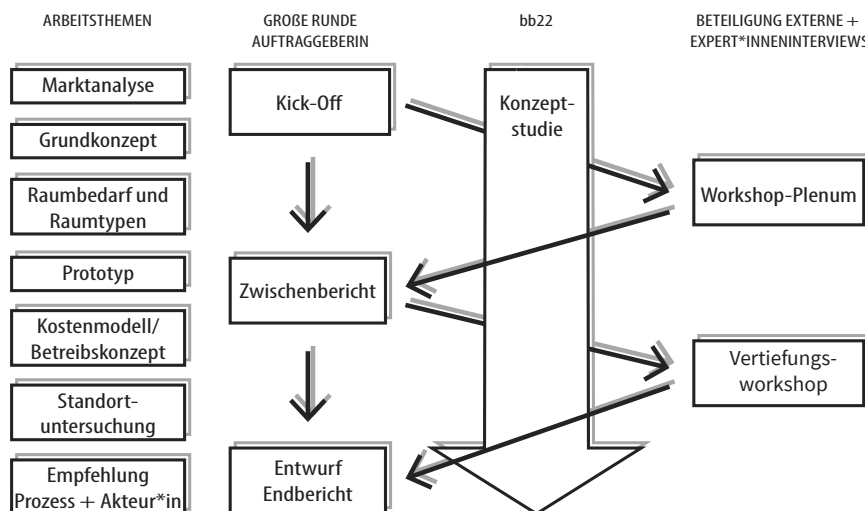 ARBEITSTHEMEN
Marktanalyse
Grundkonzept
Raumbedarf und
Raumtypen
Prototyp
Kostenmodell/
Betreibskonzept
Standort-
untersuchung
Empfehlung
Prozess + Akteur*in
GROßE RUNDE
AUFTRAGGEBERIN
Kick-Off
Zwischenbericht
Entwurf
Endbericht
bb22
Konzept-
studie
BETEILIGUNG EXTERNE +
EXPERT*INNENINTERVIEWS
Workshop-Plenum
Vertiefungs-
workshop